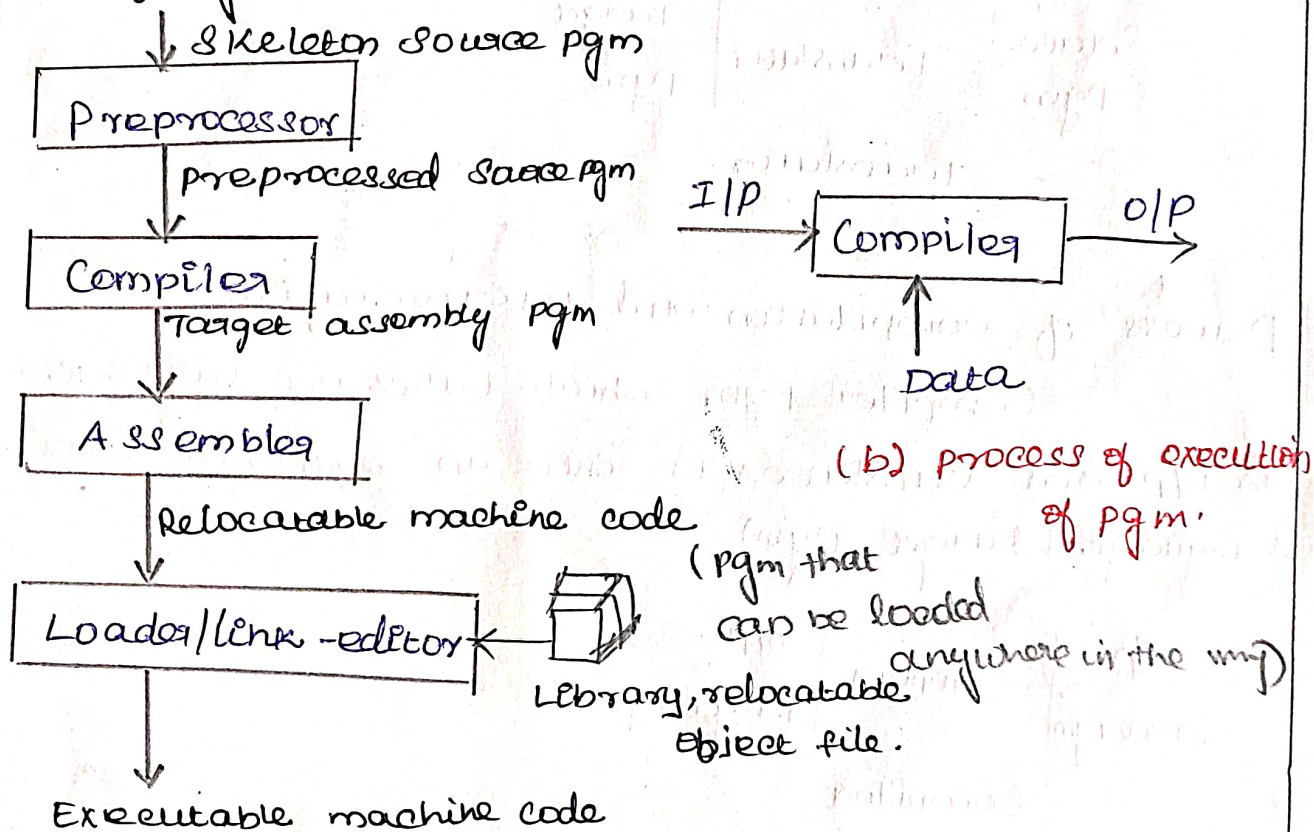 Skeleton source pgm
Preprocessor
preprocessed source pgm
Compiler
Target assembly pgm
Assembler
Relocatable machine code
(pgm that
can be loaded
anywhere in the
Loader/link-editor
Library, relocatable
object file.
Executable machine code
I/P
Compiler
O/P
Data
(b) process of execution
of pgm.